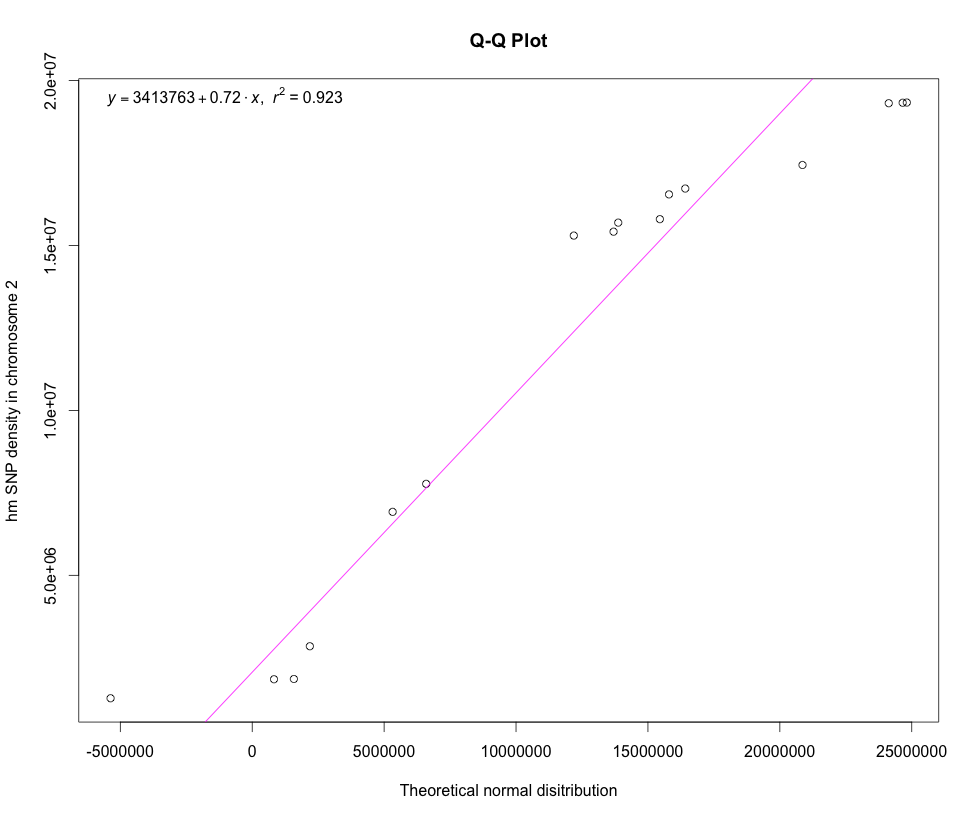 Q-Q Plot
y = 3413763 + 0.72 · x, r² = 0.923
2.0e+07
1.5e+07
1.0e+07
5.0e+06
hm SNP density in chromosome 2
-5000000 0 5000000 10000000 15000000 20000000 25000000
Theoretical normal disitribution